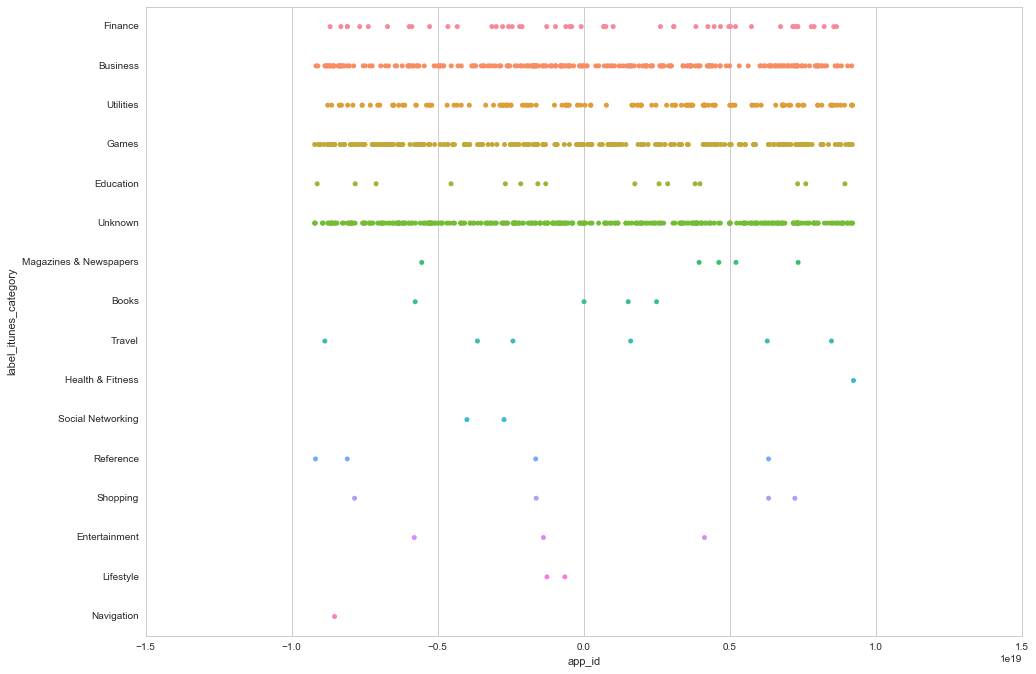 Finance
Business
Utilities
Games
Education
Unknown
Magazines & Newspapers
Books
Travel
Health & Fitness
Social Networking
Reference
Shopping
Entertainment
Lifestyle
Navigation
label_itunes_category
−1.5 −1.0 −0.5 0.0 0.5 1.0 1.5
1e19
app_id